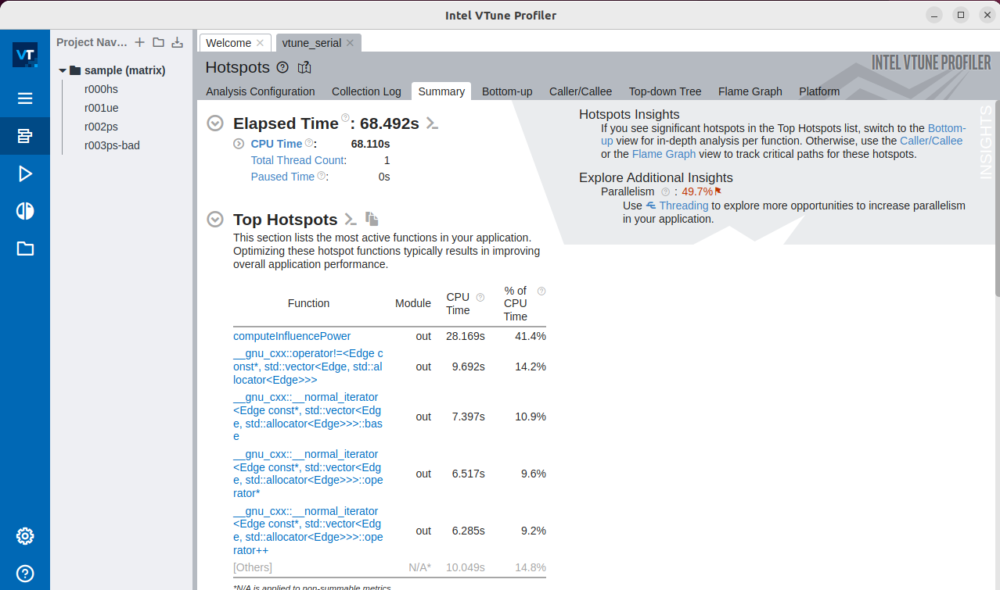 Intel VTune Profiler
VT
Project Nav...
sample (matrix)
r000hs
r001ue
r002ps
r003ps-bad
Welcome
vtune_serial
Hotspots
INTEL VTUNE PROFILER
Analysis Configuration Collection Log Summary Bottom-up Caller/Callee Top-down Tree Flame Graph Platform
Elapsed Time : 68.492s
CPU Time : 68.110s
Total Thread Count: 1
Paused Time : 0s
Top Hotspots
This section lists the most active functions in your application.
Optimizing these hotspot functions typically results in improving
overall application performance.
Function Module CPU Time % of CPU Time
computeInfluencePower out 28.169s 41.4%
__gnu_cxx::operator!=<Edge c
onst*, std::vector<Edge, std::al out 9.692s 14.2%
locator<Edge>>>
__gnu_cxx::__normal_iterator
<Edge const*, std::vector<Edg
e, std::allocator<Edge>>>::bas out 7.397s 10.9%
e
__gnu_cxx::__normal_iterator
<Edge const*, std::vector<Edg
e, std::allocator<Edge>>>::ope out 6.517s 9.6%
rator*
__gnu_cxx::__normal_iterator
<Edge const*, std::vector<Edg
e, std::allocator<Edge>>>::ope out 6.285s 9.2%
rator++
[Others] N/A* 10.049s 14.8%
*N/A is applied to non-summable metrics.
Hotspots Insights
If you see significant hotspots in the Top Hotspots list, switch to the Bottom-
up view for in-depth analysis per function. Otherwise, use the Caller/Callee
or the Flame Graph view to track critical paths for these hotspots.
Explore Additional Insights
Parallelism : 49.7%
Use Threading to explore more opportunities to increase parallelism
in your application.
INSIGHTS